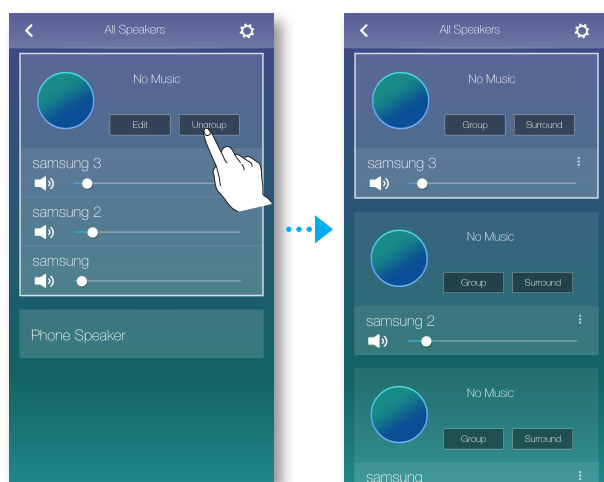 All Speakers
No Music
Edit Ungroup
samsung 3
samsung 2
samsung
Phone Speaker
All Speakers
No Music
Group Surround
samsung 3
No Music
Group Surround
samsung 2
No Music
Group Surround
samsung